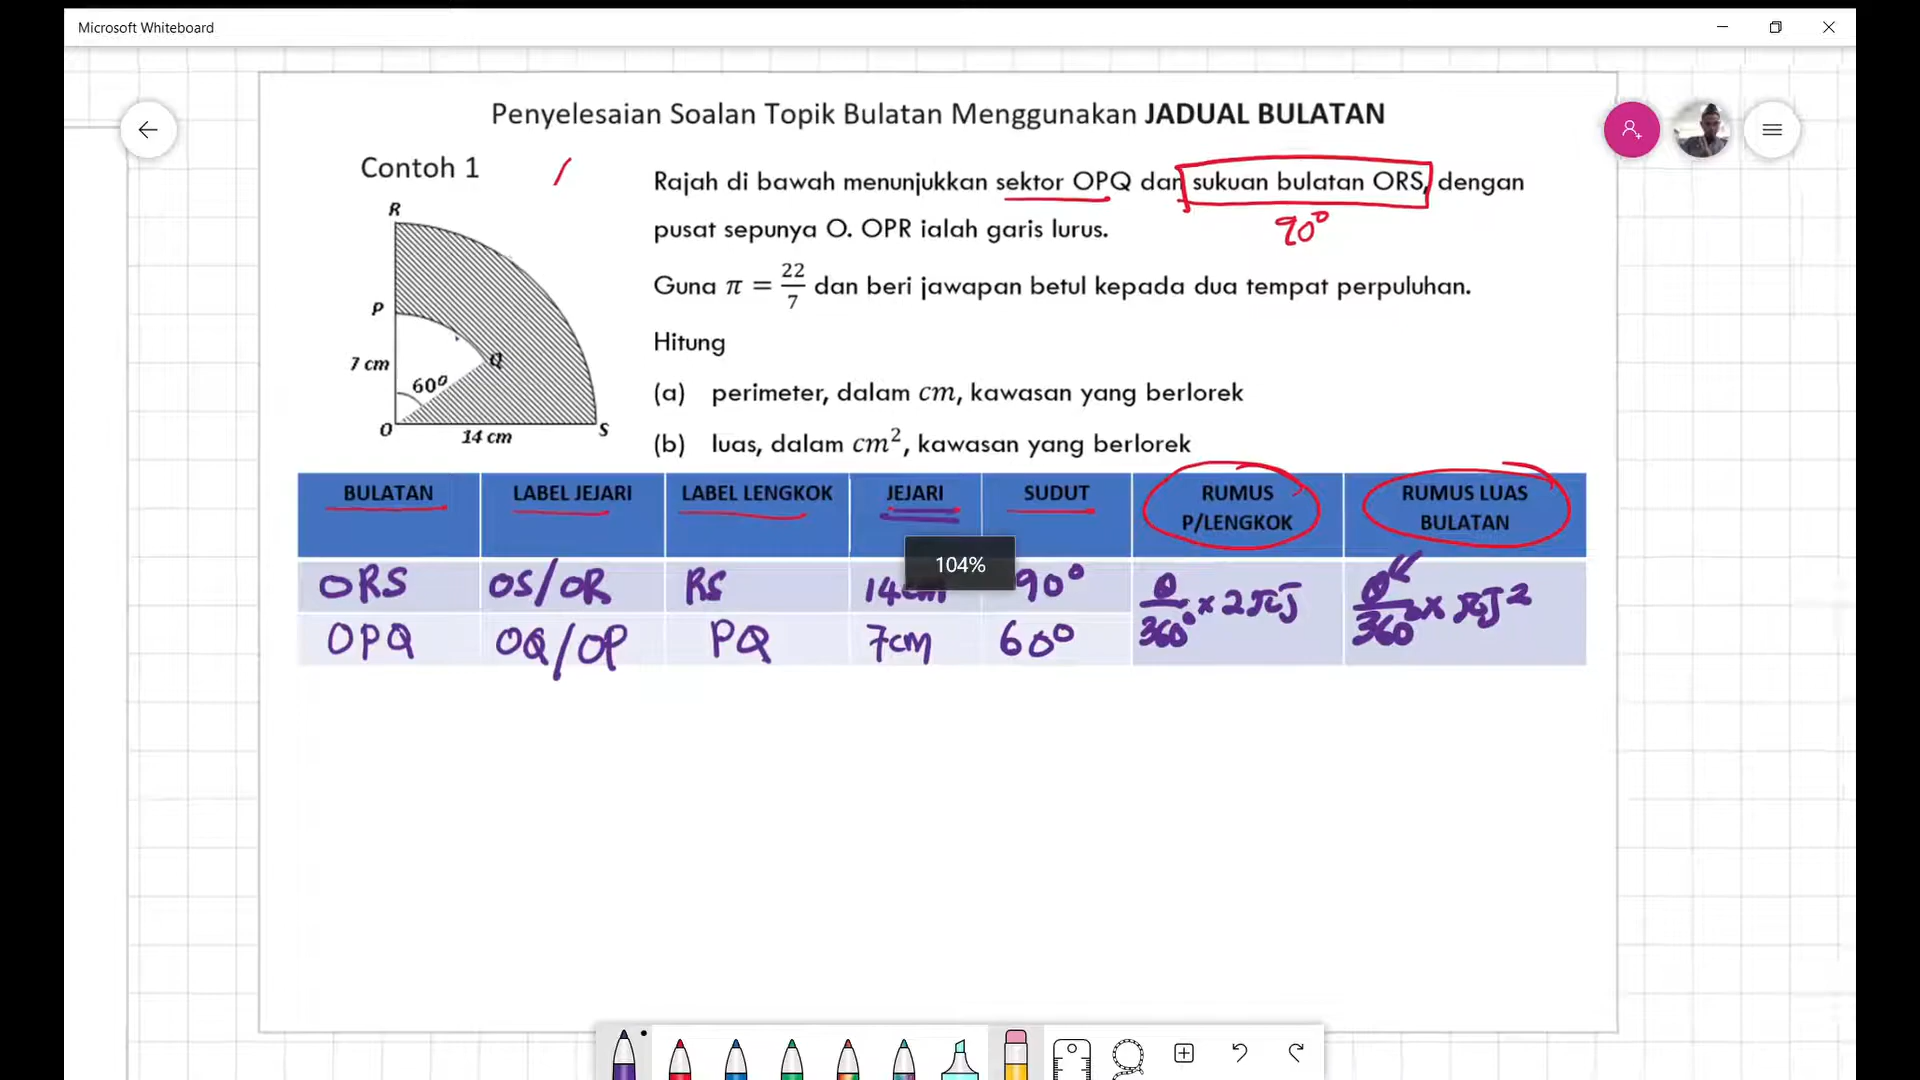 Microsoft Whiteboard
Penyelesaian Soalan Topik Bulatan Menggunakan JADUAL BULATAN
Contoh 1
Rajah di bawah menunjukkan sektor OPQ dan sukuan bulatan ORS, dengan
pusat sepunya O. OPR ialah garis lurus.
90°
Guna π = 22/7 dan beri jawapan betul kepada dua tempat perpuluhan.
Hitung
(a) perimeter, dalam cm, kawasan yang berlorek
(b) luas, dalam cm², kawasan yang berlorek
R
P
Q
7 cm
60°
O
14 cm
S
BULATAN LABEL JEJARI LABEL LENGKOK JEJARI SUDUT RUMUS P/LENGKOK RUMUS LUAS BULATAN
104%
ORS OS/OR RS 14cm 90° θ/360° × 2πj θ/360° × πj²
OPQ OQ/OP PQ 7cm 60°